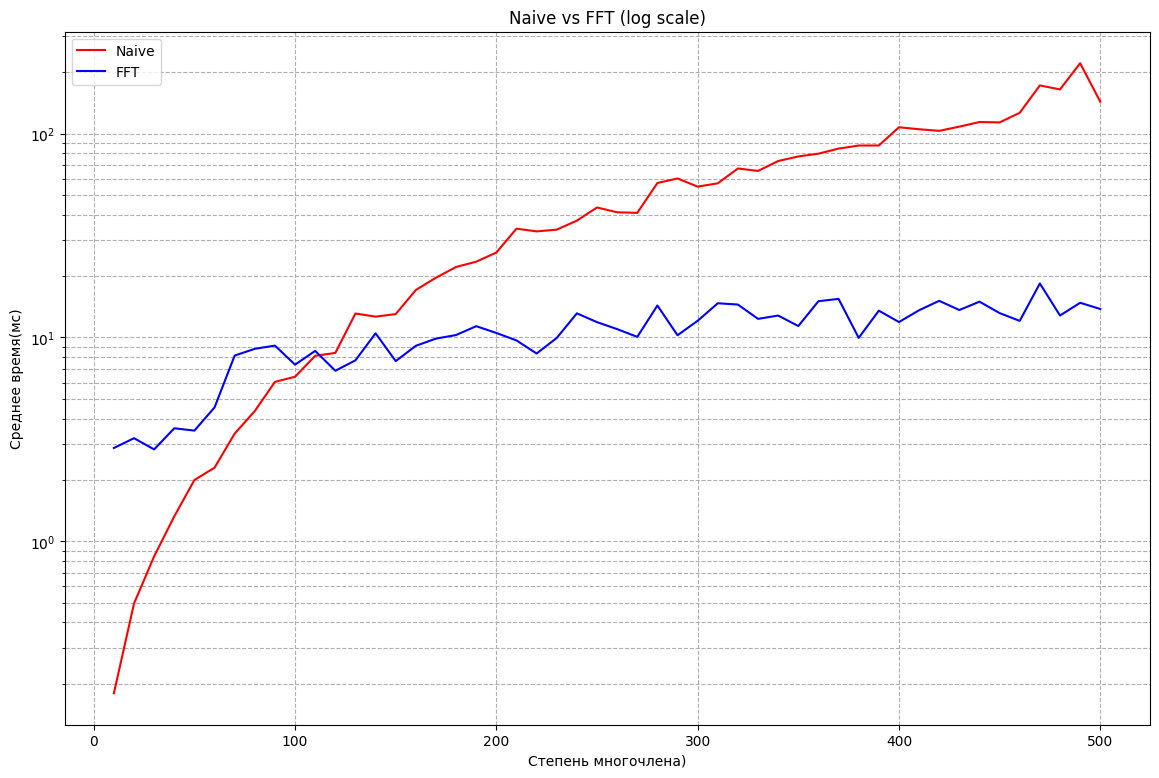 Naive vs FFT (log scale)
Naive
FFT
Среднее время(мс)
10²
10¹
10⁰
0 100 200 300 400 500
Степень многочлена)